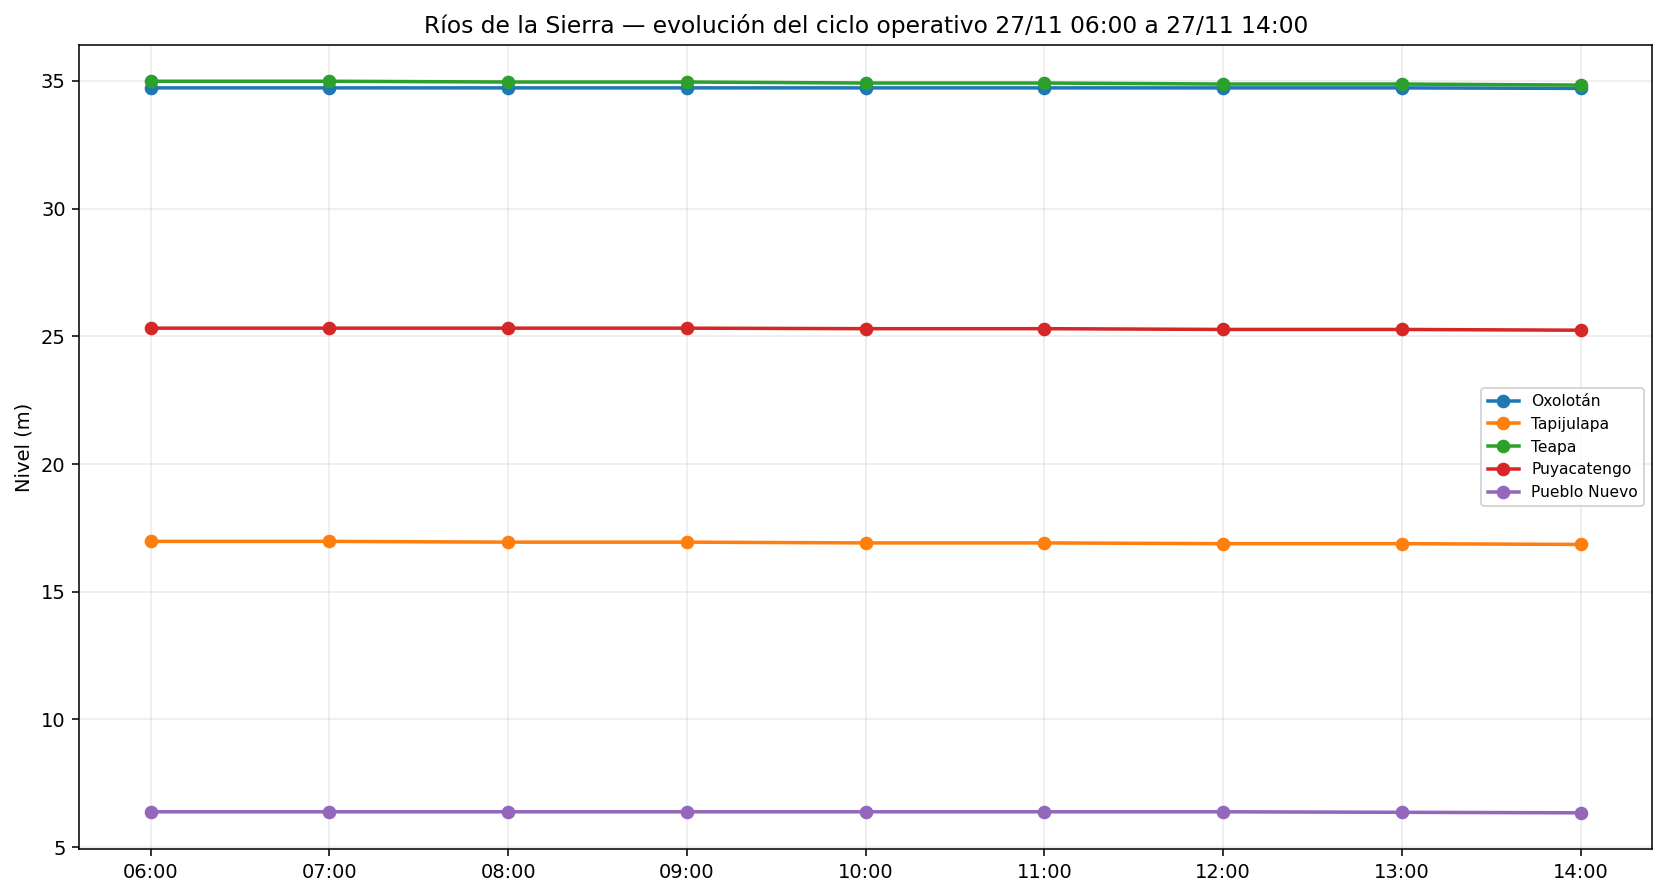 Ríos de la Sierra — evolución del ciclo operativo 27/11 06:00 a 27/11 14:00
Nivel (m)
35
30
25
20
15
10
5
Oxolotán
Tapijulapa
Teapa
Puyacatengo
Pueblo Nuevo
06:00 07:00 08:00 09:00 10:00 11:00 12:00 13:00 14:00